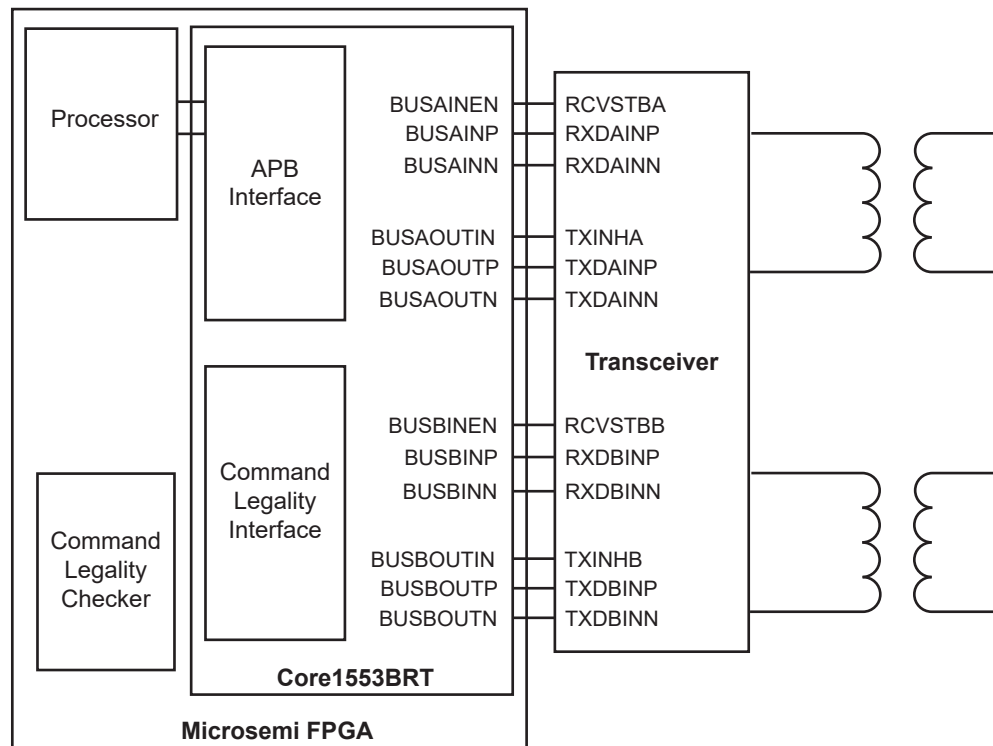 Processor
APB
Interface
BUSAINEN
BUSAINP
BUSAINN
BUSAOUTIN
BUSAOUTP
BUSAOUTN
RCVSTBA
RXDAINP
RXDAINN
TXINHA
TXDAINP
TXDAINN
Transceiver
Command
Legality
Interface
BUSBINEN
BUSBINP
BUSBINN
BUSBOUTIN
BUSBOUTP
BUSBOUTN
RCVSTBB
RXDBINP
RXDBINN
TXINHB
TXDBINP
TXDBINN
Command
Legality
Checker
Core1553BRT
Microsemi FPGA